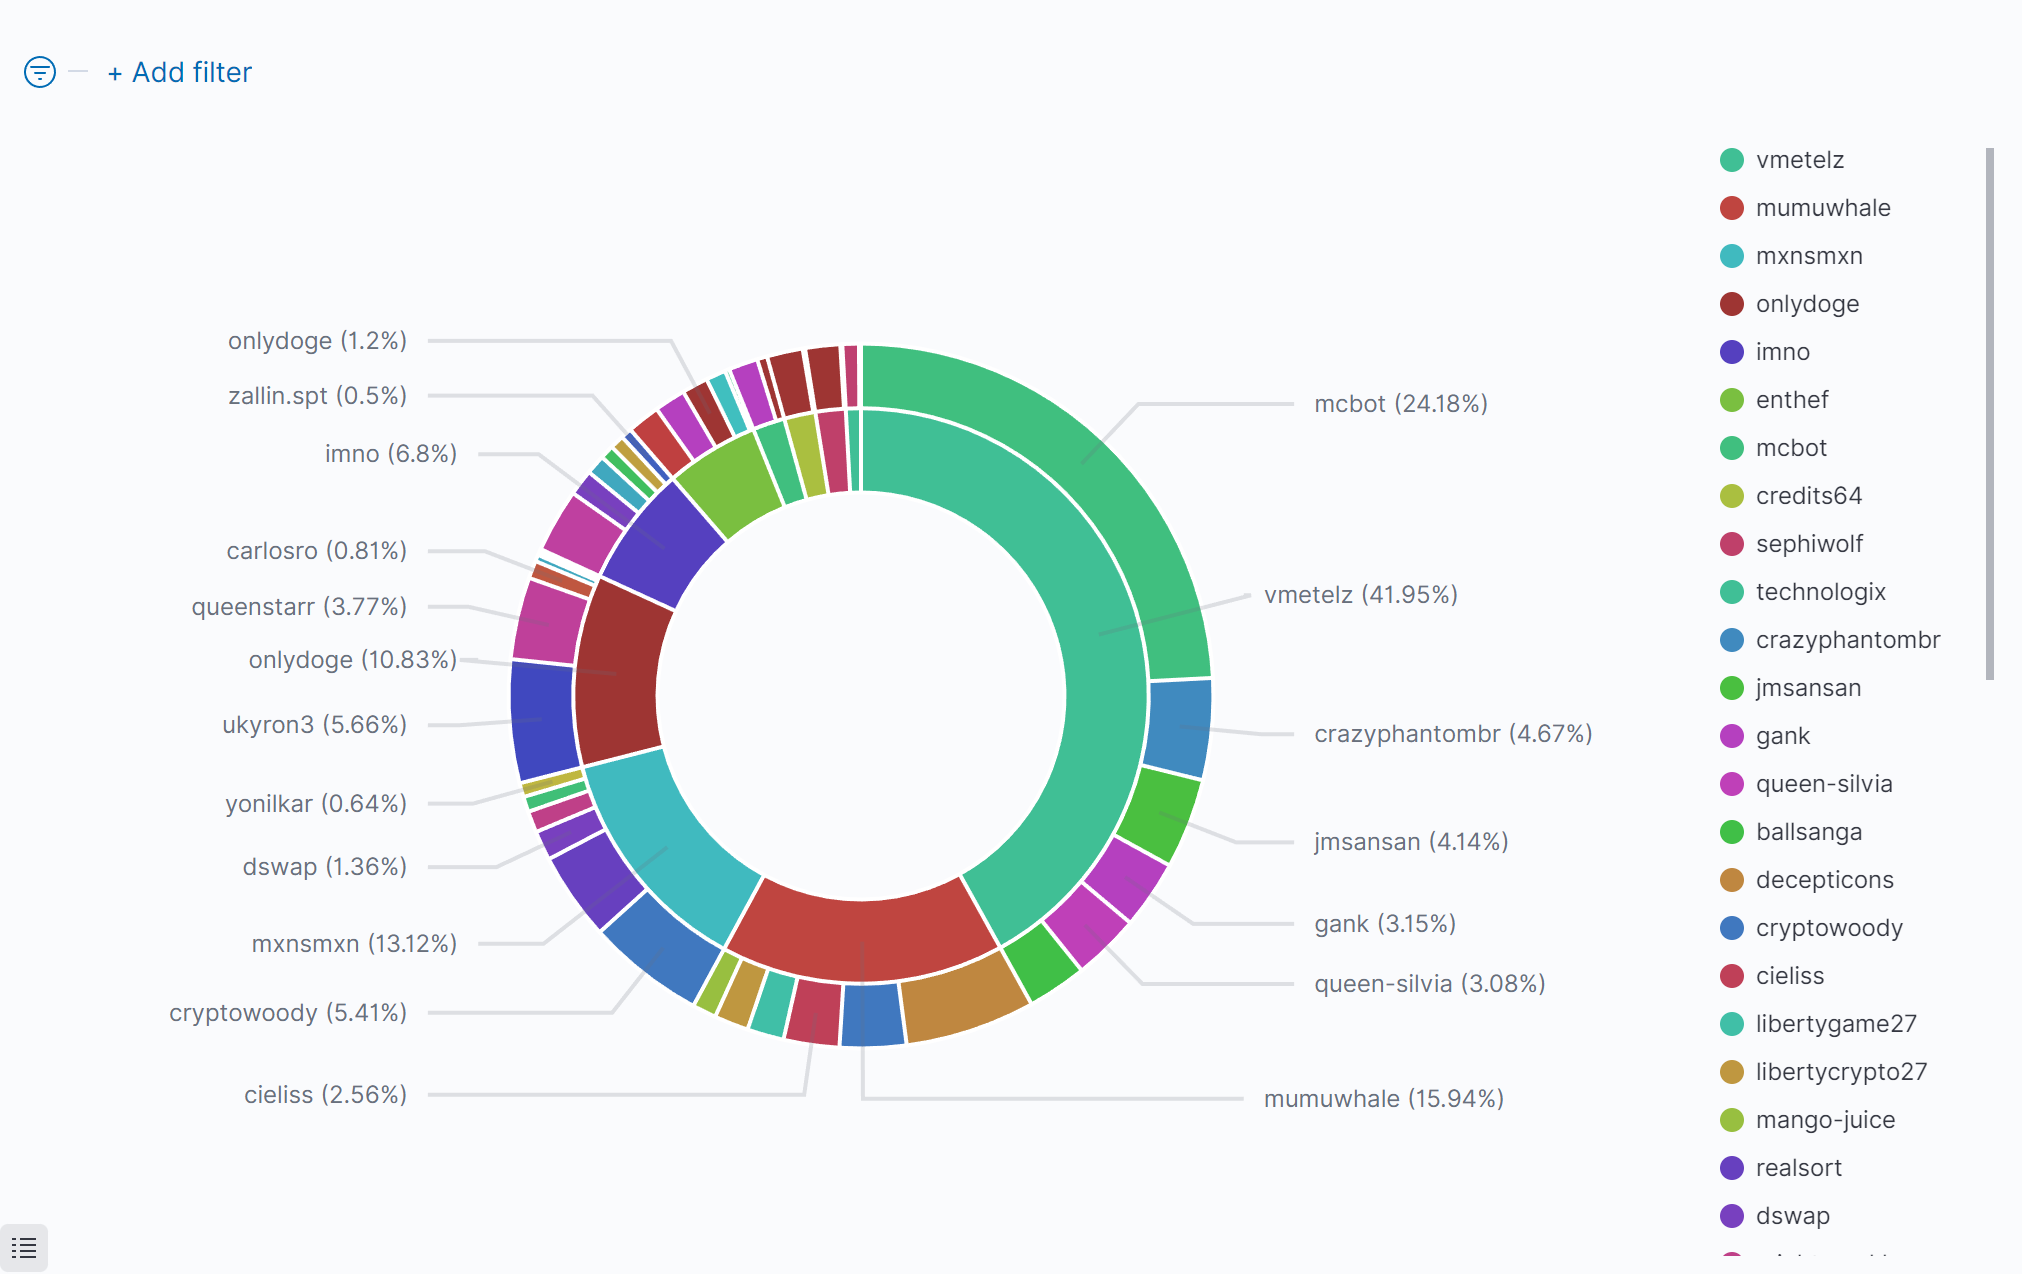 + Add filter
onlydoge (1.2%)
zallin.spt (0.5%)
imno (6.8%)
carlosro (0.81%)
queenstarr (3.77%)
onlydoge (10.83%)
ukyron3 (5.66%)
yonilkar (0.64%)
dswap (1.36%)
mxnsmxn (13.12%)
cryptowoody (5.41%)
cieliss (2.56%)
mcbot (24.18%)
vmetelz (41.95%)
crazyphantombr (4.67%)
jmsansan (4.14%)
gank (3.15%)
queen-silvia (3.08%)
mumuwhale (15.94%)
vmetelz
mumuwhale
mxnsmxn
onlydoge
imno
enthef
mcbot
credits64
sephiwolf
technologix
crazyphantombr
jmsansan
gank
queen-silvia
ballsanga
decepticons
cryptowoody
cieliss
libertygame27
libertycrypto27
mango-juice
realsort
dswap